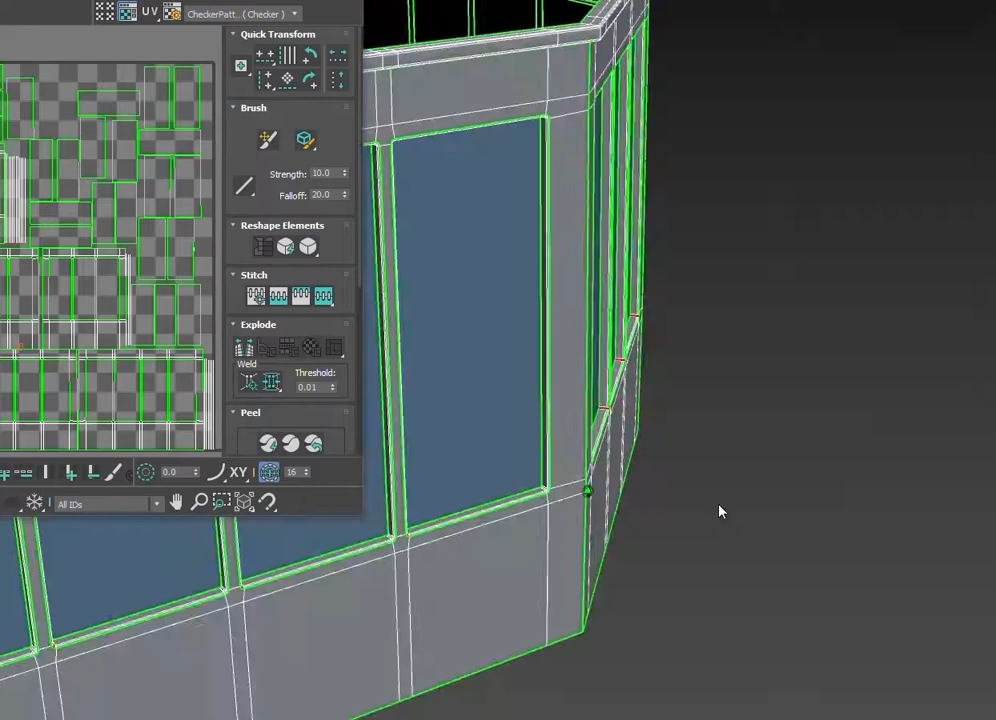 UV
CheckerPatt... ( Checker )
Quick Transform
Brush
Strength: 10.0
Falloff: 20.0
Reshape Elements
Stitch
Explode
Weld
Threshold:
0.01
Peel
0.0
XY
16
All IDs